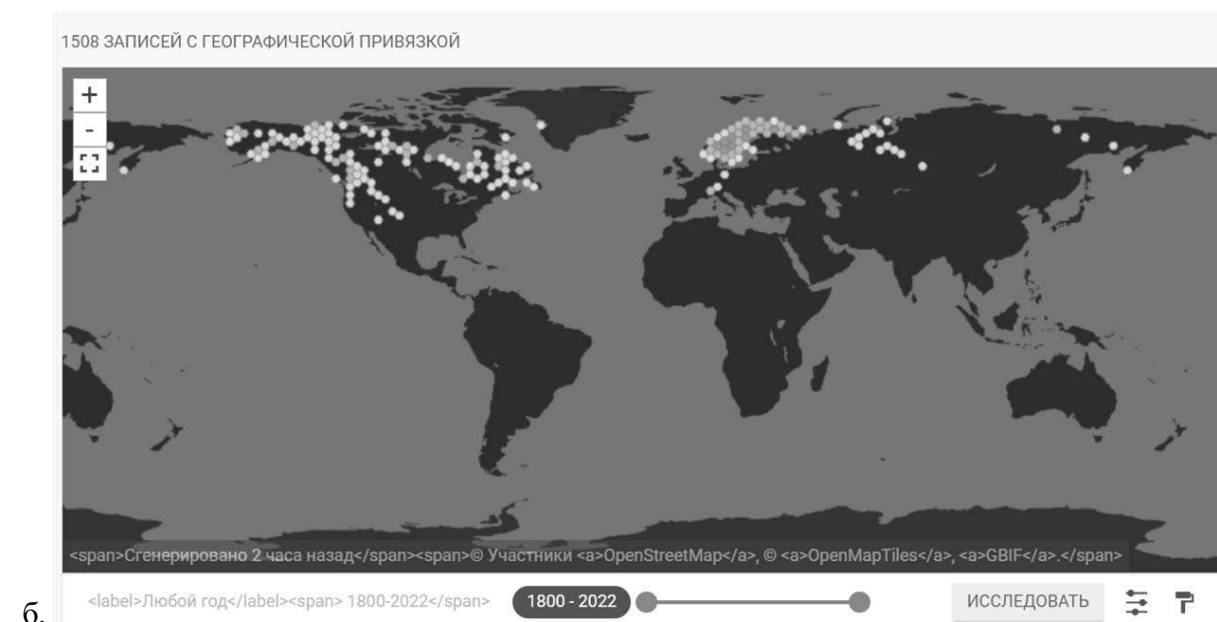 1508 ЗАПИСЕЙ С ГЕОГРАФИЧЕСКОЙ ПРИВЯЗКОЙ
+
-
<span>Сгенерировано 2 часа назад</span><span>© Участники <a>OpenStreetMap</a>, © <a>OpenMapTiles</a>, <a>GBIF</a>.</span>
б. <label>Любой год</label><span> 1800-2022</span> 1800 - 2022 ИССЛЕДОВАТЬ